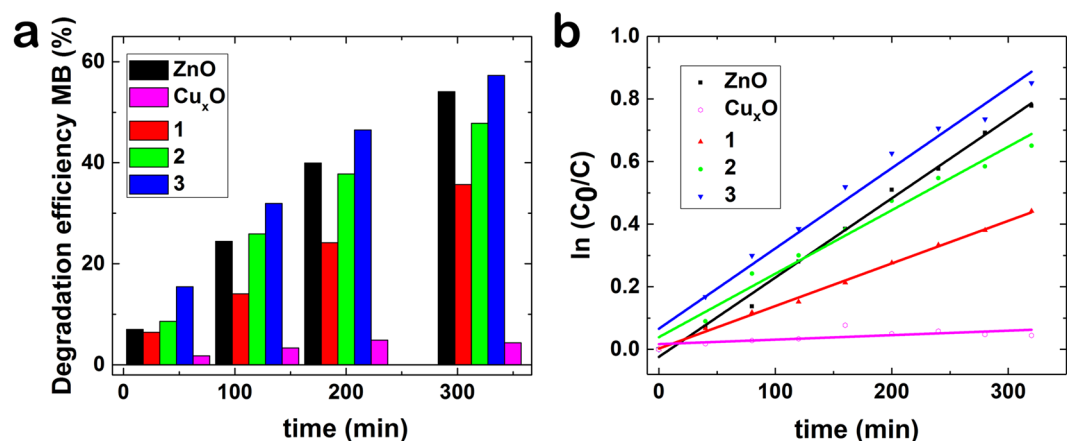 a
Degradation efficiency MB (%)
60
40
20
0
ZnO
CuxO
1
2
3
0 100 200 300
time (min)
b
ln (C0/C)
1.0
0.8
0.6
0.4
0.2
0.0
ZnO
CuxO
1
2
3
0 100 200 300
time (min)